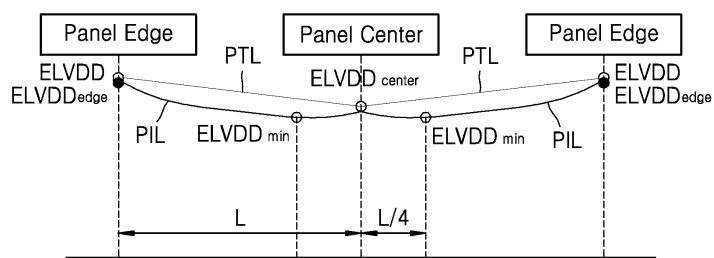 Panel Edge Panel Center Panel Edge
PTL PTL
ELVDD ELVDDcenter ELVDD
ELVDDedge ELVDDedge
PIL ELVDDmin ELVDDmin PIL
L L/4